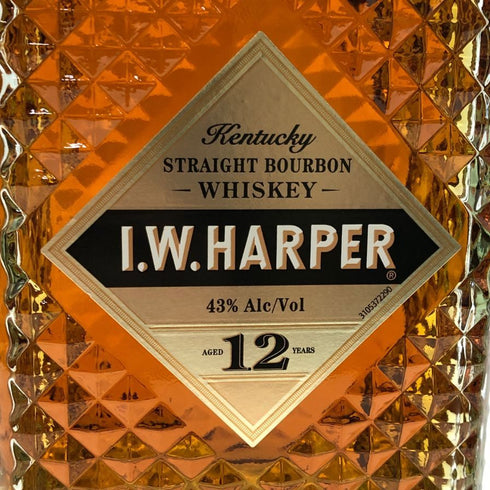 Kentucky
STRAIGHT BOURBON
WHISKEY
I.W. HARPER®
43% Alc/Vol
3105372290
AGED 12 YEARS